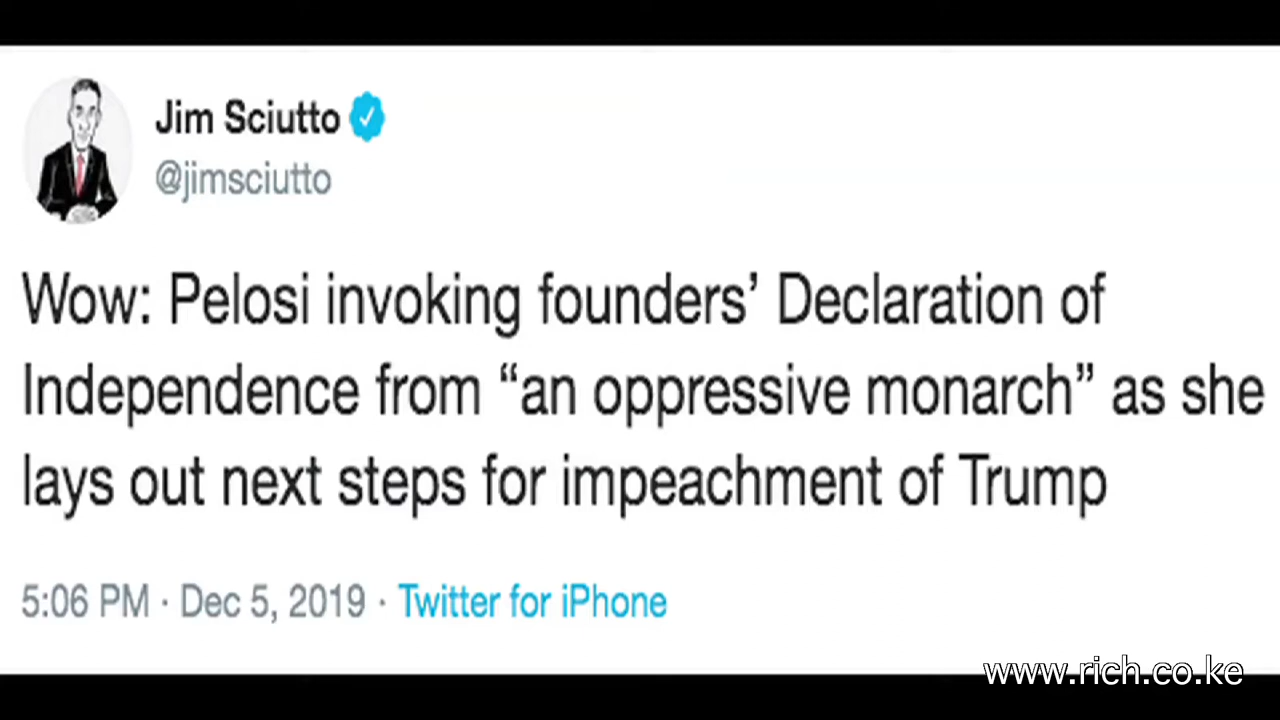 Jim Sciutto
@jimsciutto
Wow: Pelosi invoking founders’ Declaration of
Independence from “an oppressive monarch” as she
lays out next steps for impeachment of Trump
5:06 PM · Dec 5, 2019 · Twitter for iPhone
www.rich.co.ke